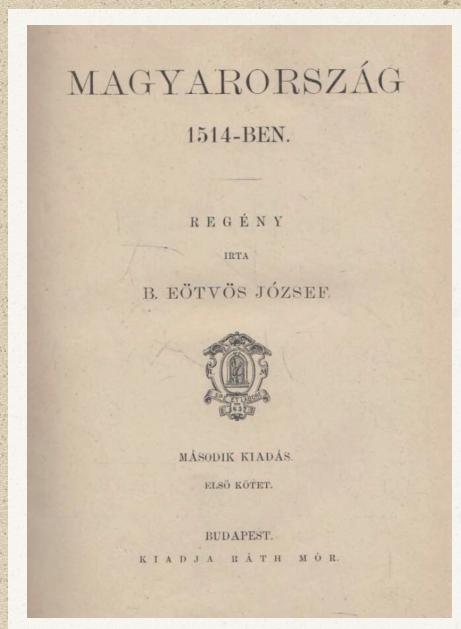 MAGYARORSZÁG
1514-BEN.
REGÉNY
IRTA
B. EÖTVÖS JÓZSEF.
MÁSODIK KIADÁS.
ELSŐ KÖTET.
BUDAPEST.
KIADJA RÁTH MÓR.